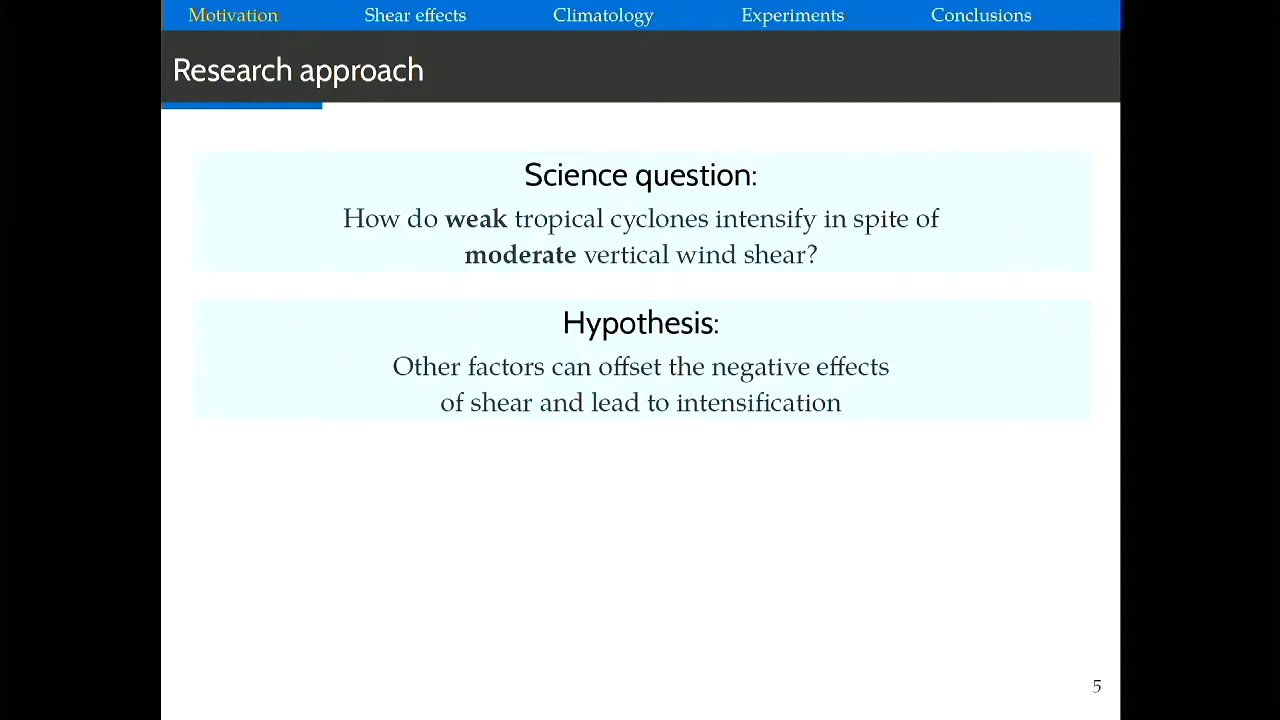 Motivation Shear effects Climatology Experiments Conclusions
Research approach
Science question:
How do weak tropical cyclones intensify in spite of
moderate vertical wind shear?
Hypothesis:
Other factors can offset the negative effects
of shear and lead to intensification
5